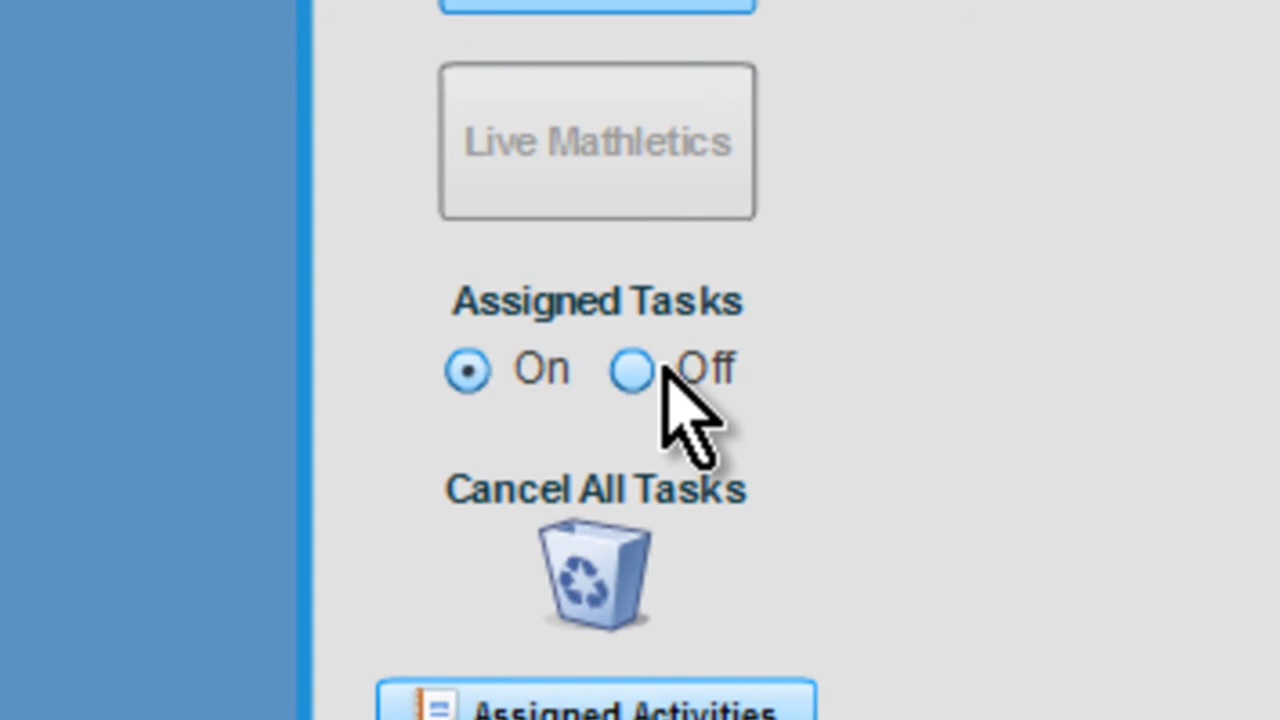 Live Mathletics
Assigned Tasks
On Off
Cancel All Tasks
Assigned Activities